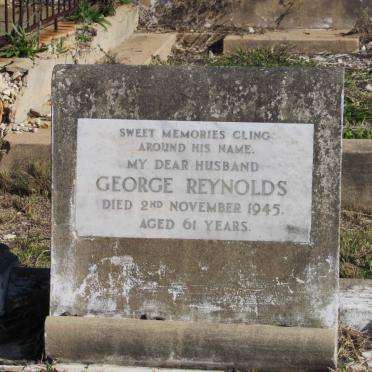 SWEET MEMORIES CLING
AROUND HIS NAME.
MY DEAR HUSBAND
GEORGE REYNOLDS
DIED 2ND NOVEMBER 1945.
AGED 61 YEARS.